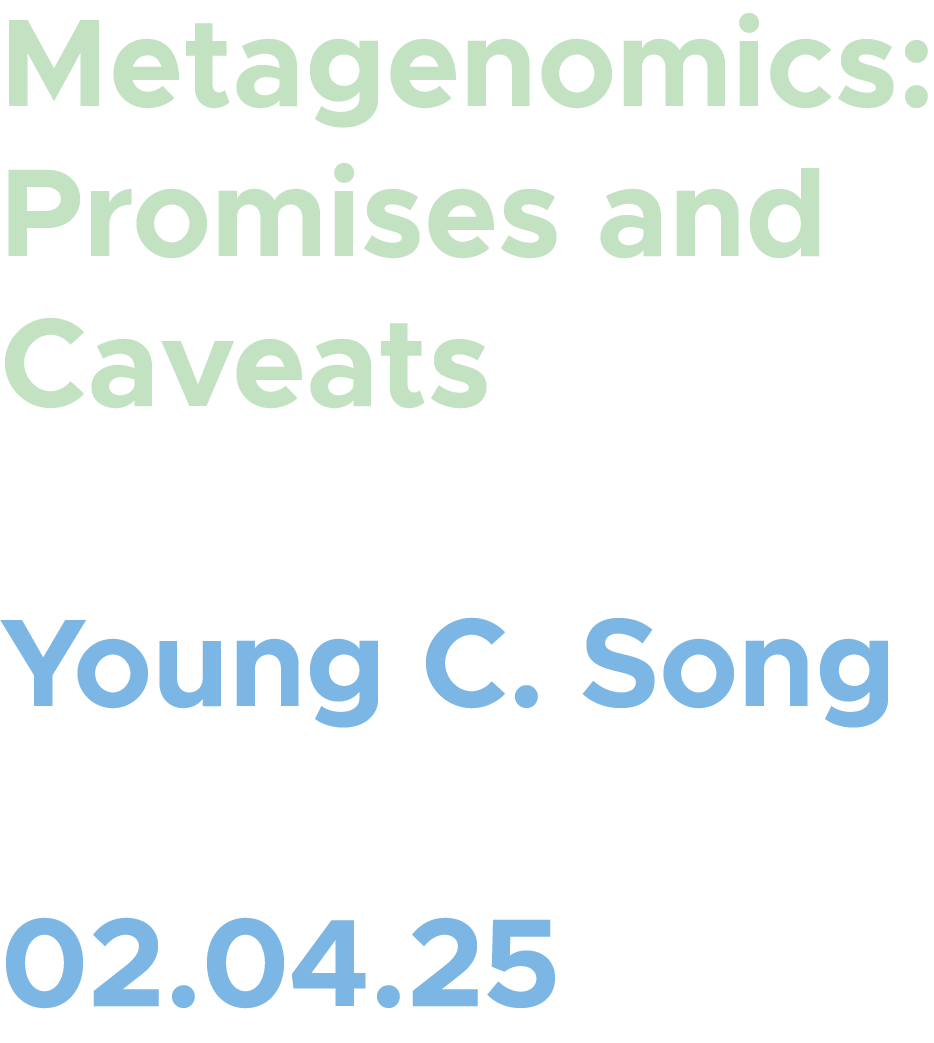 Metagenomics:
Promises and
Caveats
Young C. Song
02.04.25